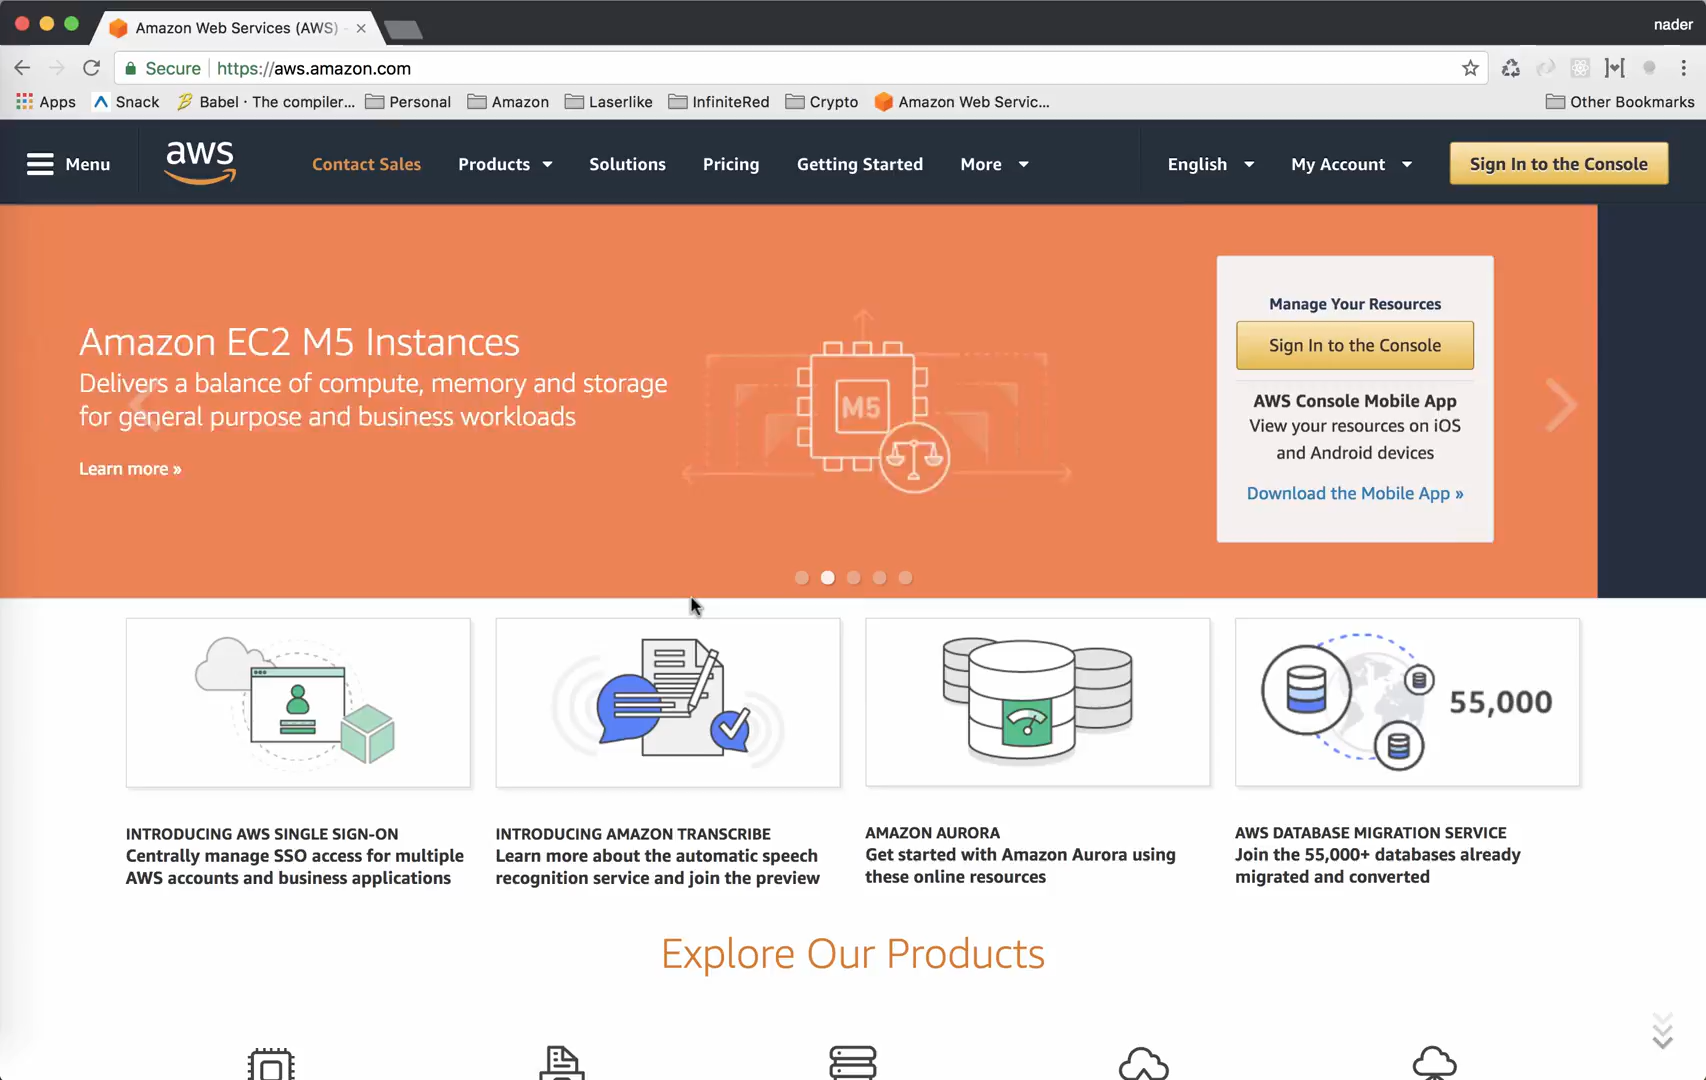 Amazon Web Services (AWS) -
nader
Secure
https://aws.amazon.com
Apps
Snack
Babel · The compiler...
Personal
Amazon
Laserlike
InfiniteRed
Crypto
Amazon Web Servic...
Other Bookmarks
Menu
aws
Contact Sales
Products
Solutions
Pricing
Getting Started
More
English
My Account
Sign In to the Console
Amazon EC2 M5 Instances
Delivers a balance of compute, memory and storage
for general purpose and business workloads
Learn more »
M5
Manage Your Resources
Sign In to the Console
AWS Console Mobile App
View your resources on iOS
and Android devices
Download the Mobile App »
55,000
INTRODUCING AWS SINGLE SIGN-ON
Centrally manage SSO access for multiple
AWS accounts and business applications
INTRODUCING AMAZON TRANSCRIBE
Learn more about the automatic speech
recognition service and join the preview
AMAZON AURORA
Get started with Amazon Aurora using
these online resources
AWS DATABASE MIGRATION SERVICE
Join the 55,000+ databases already
migrated and converted
Explore Our Products